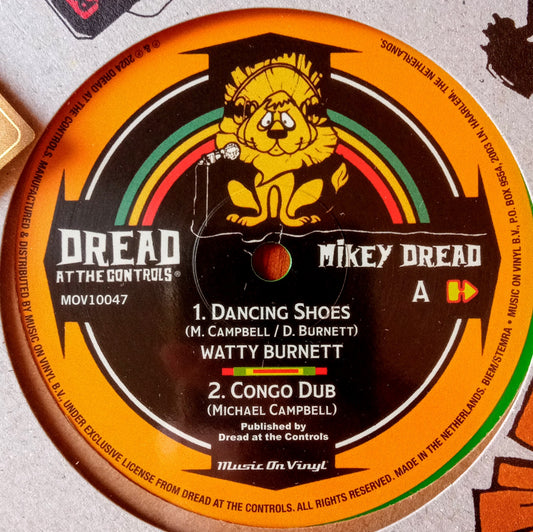 DREAD
AT THE CONTROLS®
MOV10047
MIKEY DREAD
A
1. DANCING SHOES
(M. CAMPBELL / D. BURNETT)
WATTY BURNETT
2. CONGO DUB
(MICHAEL CAMPBELL)
Published by
Dread at the Controls
Music On Vinyl®
℗ & © 2024 DREAD AT THE CONTROLS. MANUFACTURED & DISTRIBUTED BY MUSIC ON VINYL B.V., UNDER EXCLUSIVE LICENSE FROM DREAD AT THE CONTROLS. ALL RIGHTS RESERVED. MADE IN THE NETHERLANDS. BIEM/STEMRA • MUSIC ON VINYL B.V., P.O. BOX 9554, 2003 LN, HAARLEM, THE NETHERLANDS.